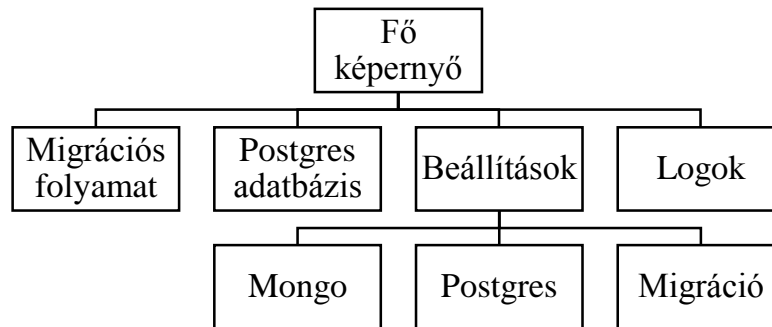 Fő
képernyő
Migrációs
folyamat
Postgres
adatbázis
Beállítások
Logok
Mongo
Postgres
Migráció